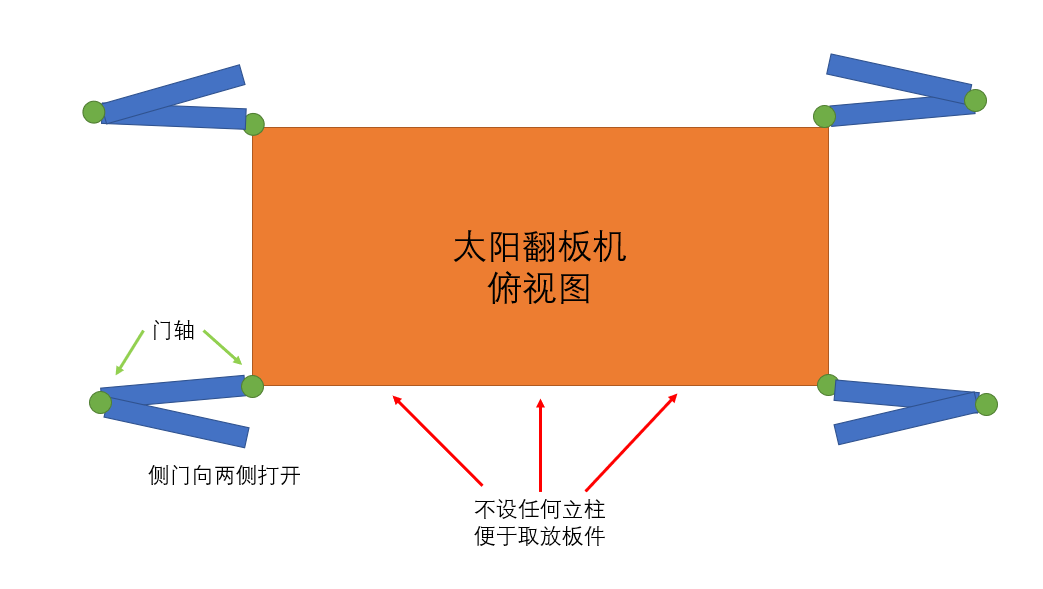 太阳翻板机
俯视图
门轴
侧门向两侧打开
不设任何立柱
便于取放板件